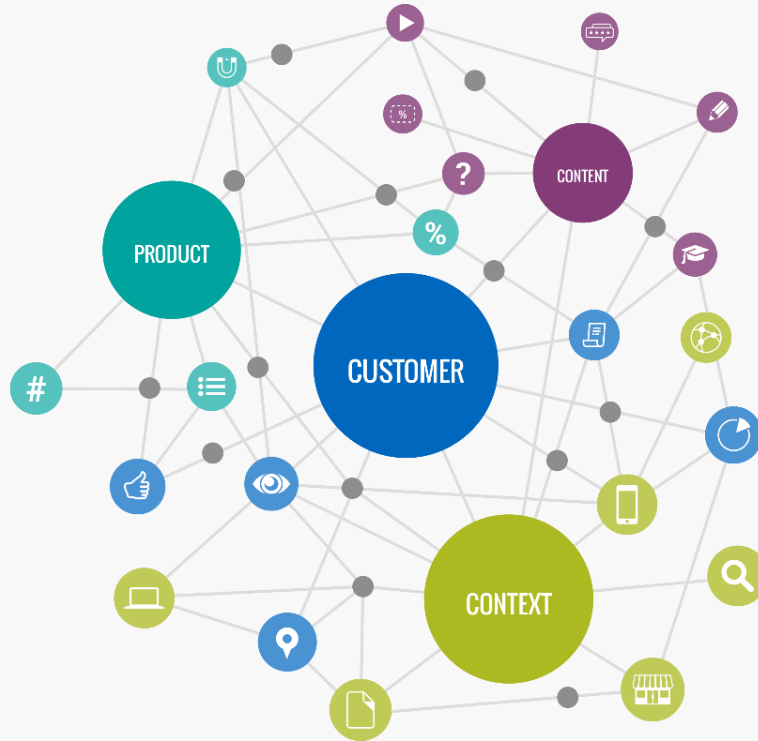 %
?
CONTENT
%
PRODUCT
CUSTOMER
#
CONTEXT